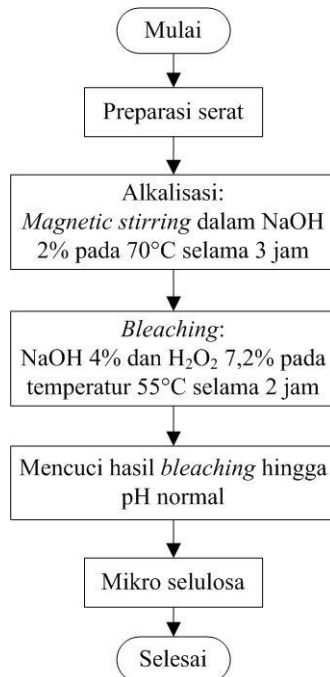 Mulai
Preparasi serat
Alkalisasi:
Magnetic stirring dalam NaOH
2% pada 70°C selama 3 jam
Bleaching:
NaOH 4% dan H₂O₂ 7,2% pada
temperatur 55°C selama 2 jam
Mencuci hasil bleaching hingga
pH normal
Mikro selulosa
Selesai